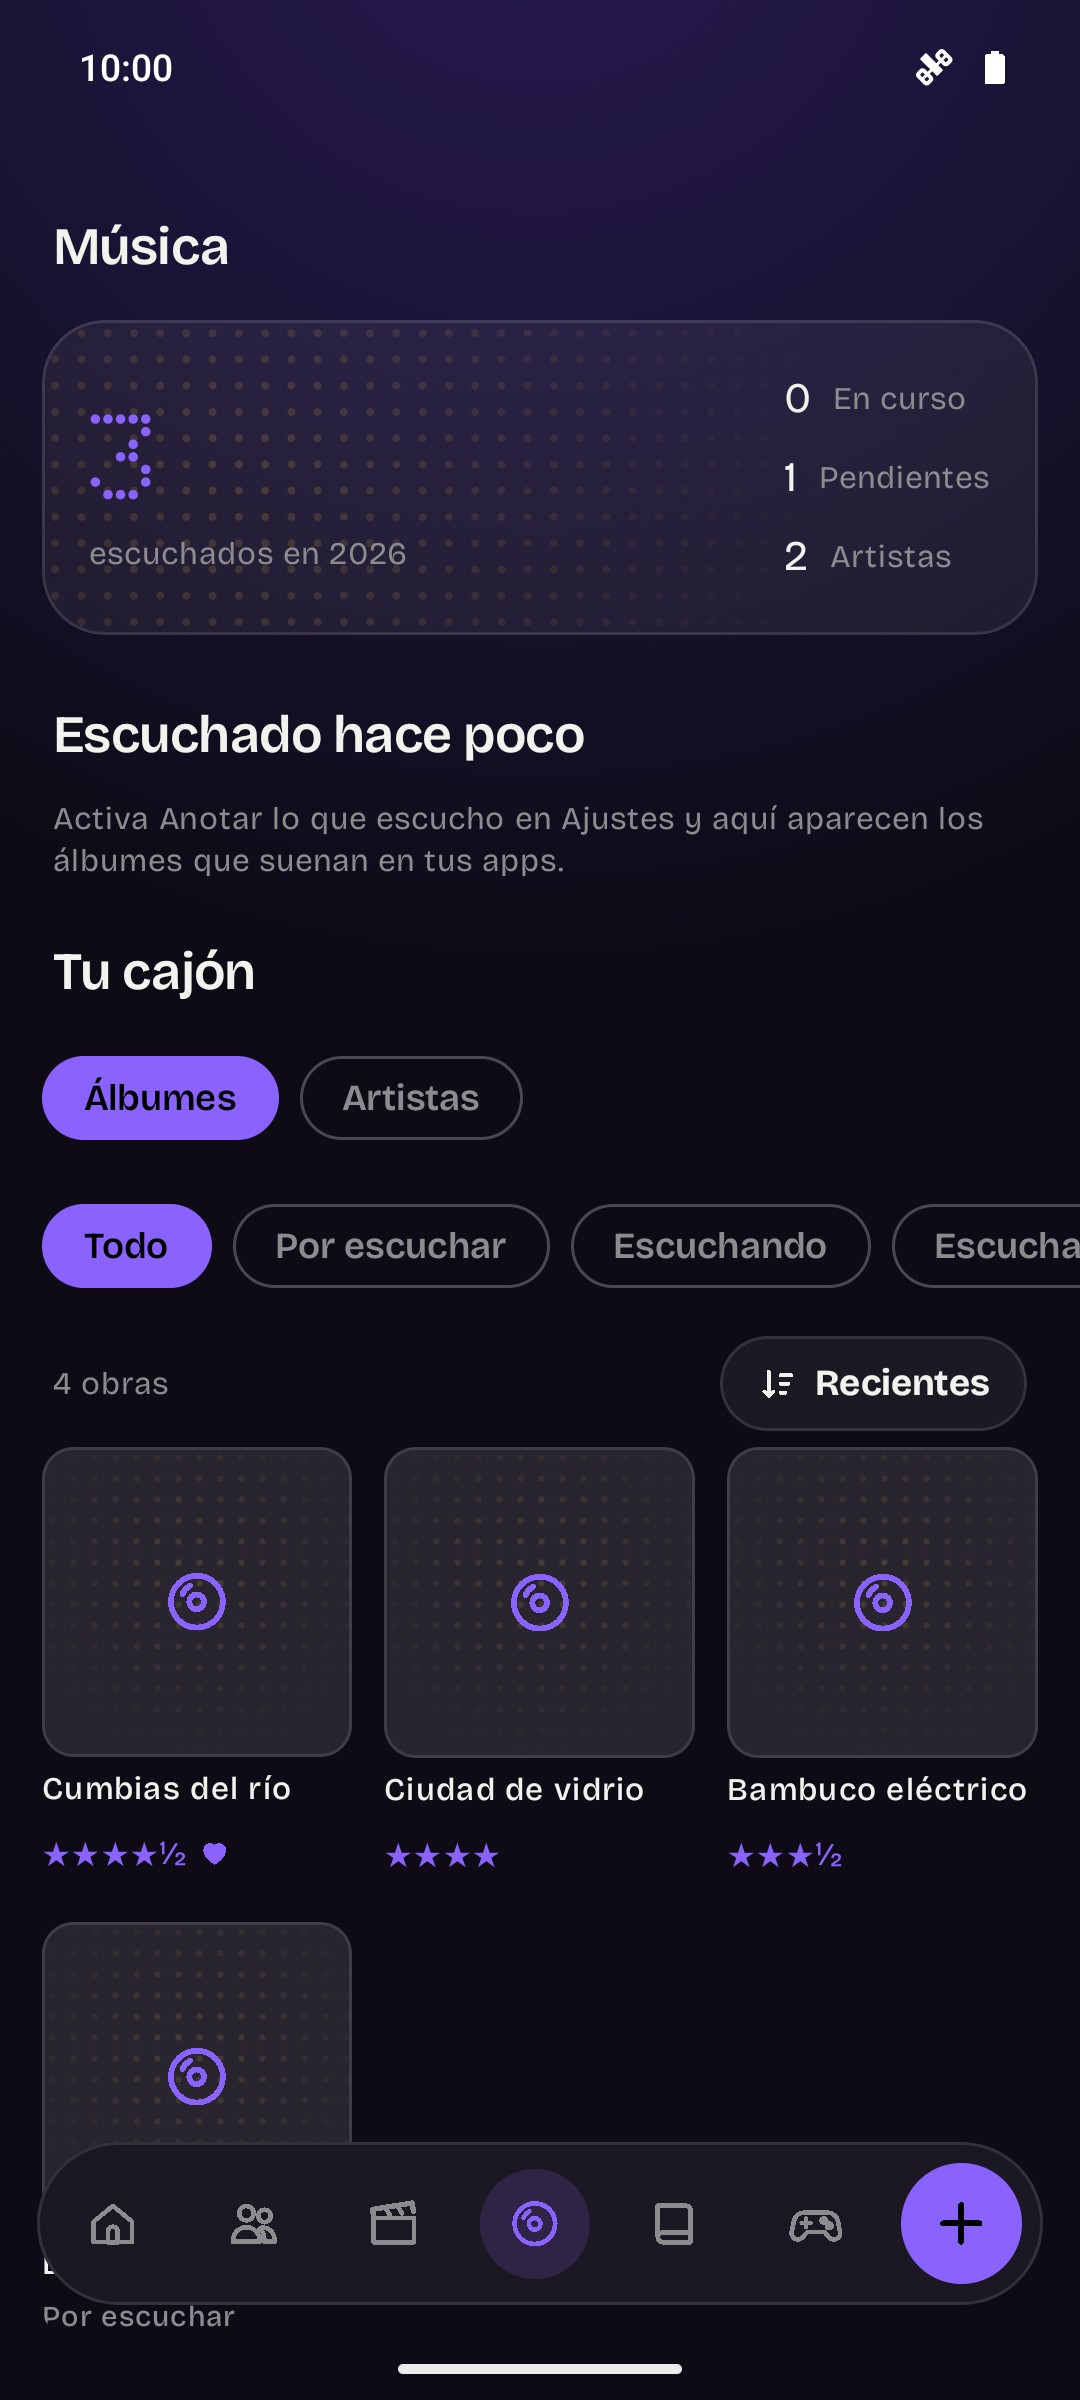 10:00
Música
3
escuchados en 2026
0 En curso
1 Pendientes
2 Artistas
Escuchado hace poco
Activa Anotar lo que escucho en Ajustes y aquí aparecen los
álbumes que suenan en tus apps.
Tu cajón
Álbumes Artistas
Todo Por escuchar Escuchando Escucha
4 obras Recientes
Cumbias del río Ciudad de vidrio Bambuco eléctrico
★★★★½ ♥ ★★★★ ★★★½
Por escuchar